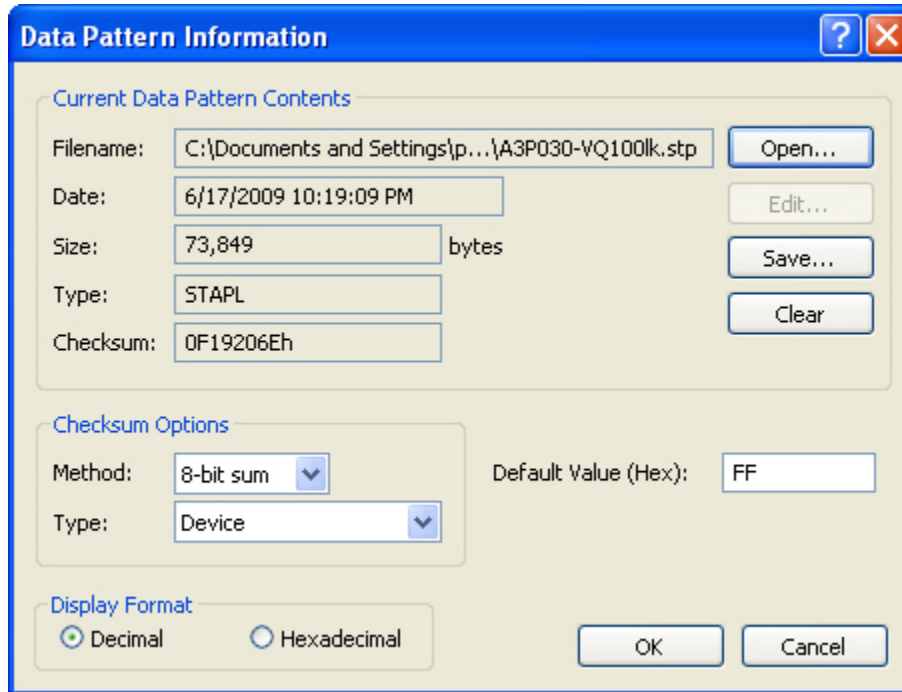 Data Pattern Information
Current Data Pattern Contents
Filename: C:\Documents and Settings\p...\A3P030-VQ100lk.stp Open...
Date: 6/17/2009 10:19:09 PM Edit...
Size: 73,849 bytes Save...
Type: STAPL Clear
Checksum: 0F19206Eh
Checksum Options
Method: 8-bit sum Default Value (Hex): FF
Type: Device
Display Format
Decimal Hexadecimal OK Cancel